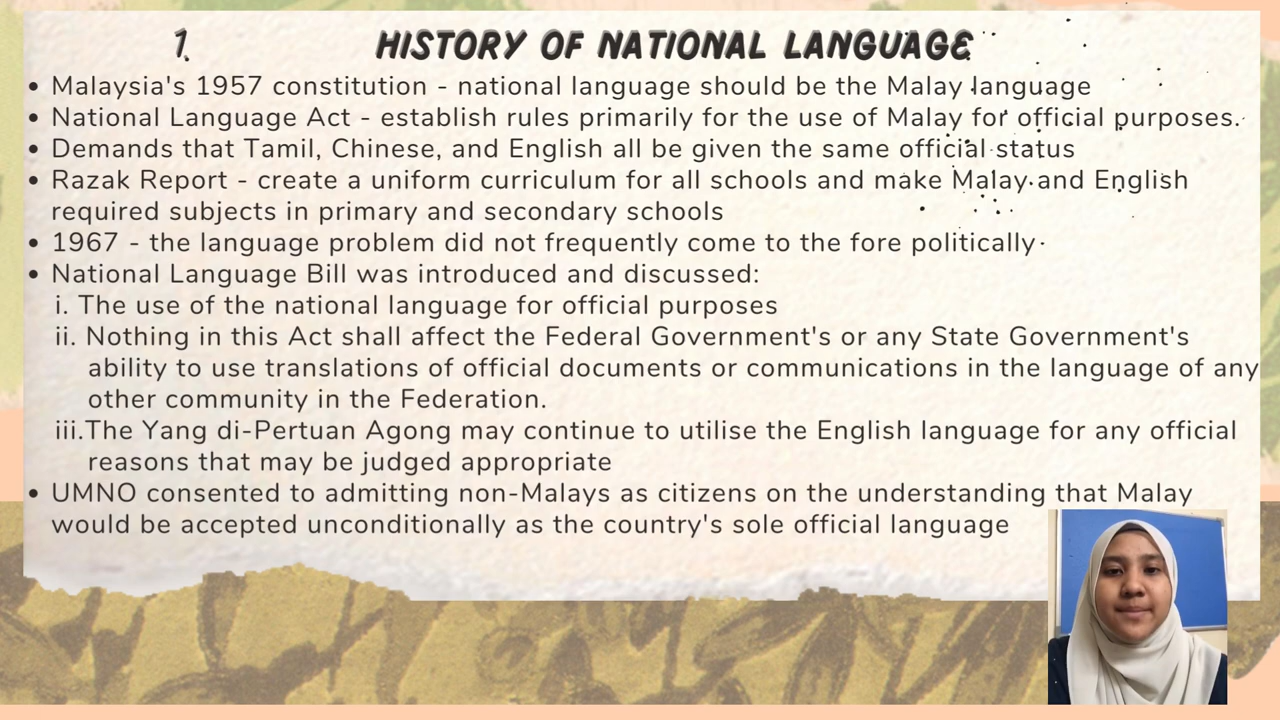 1. HISTORY OF NATIONAL LANGUAGE
• Malaysia's 1957 constitution - national language should be the Malay language
• National Language Act - establish rules primarily for the use of Malay for official purposes.
• Demands that Tamil, Chinese, and English all be given the same official status
• Razak Report - create a uniform curriculum for all schools and make Malay and English
required subjects in primary and secondary schools
• 1967 - the language problem did not frequently come to the fore politically
• National Language Bill was introduced and discussed:
i. The use of the national language for official purposes
ii. Nothing in this Act shall affect the Federal Government's or any State Government's
ability to use translations of official documents or communications in the language of any
other community in the Federation.
iii.The Yang di-Pertuan Agong may continue to utilise the English language for any official
reasons that may be judged appropriate
• UMNO consented to admitting non-Malays as citizens on the understanding that Malay
would be accepted unconditionally as the country's sole official language